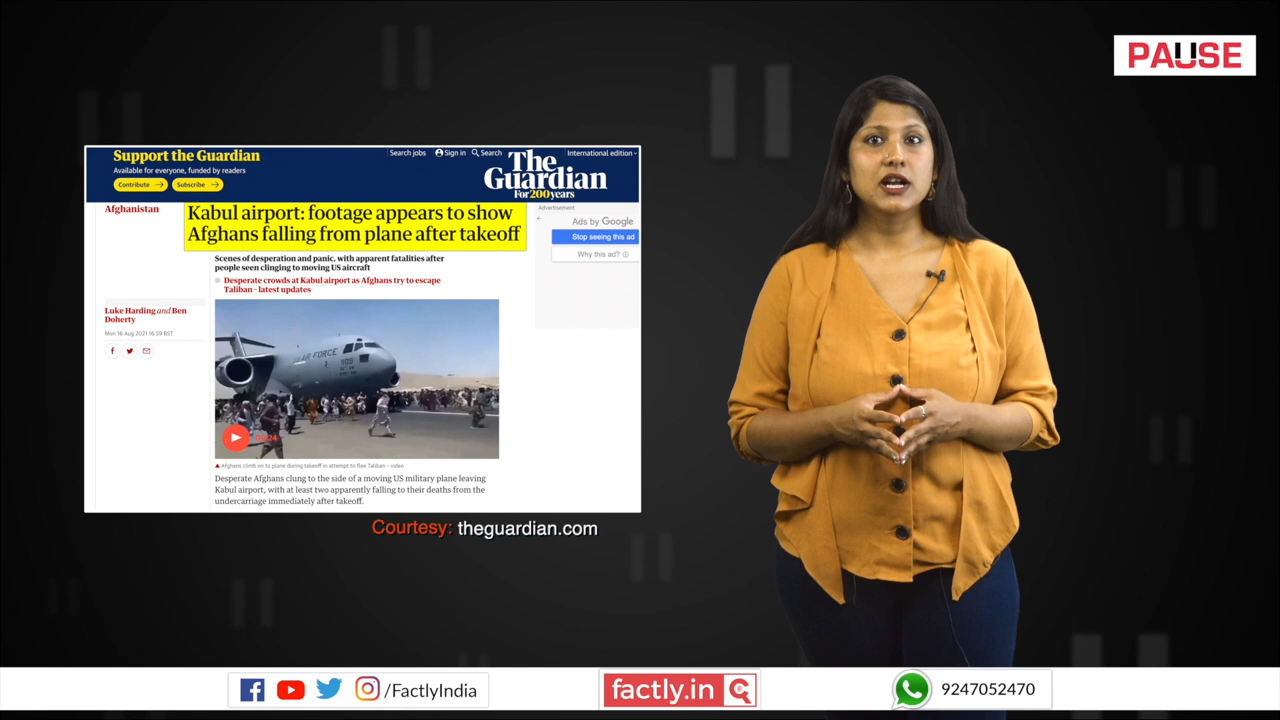 PAUSE
Support the Guardian
Available for everyone, funded by readers
Contribute
Subscribe
Search jobs
Sign in
Search
International edition
The
Guardian
For 200 years
Afghanistan
Kabul airport: footage appears to show
Afghans falling from plane after takeoff
Advertisement
Ads by Google
Stop seeing this ad
Why this ad?
Scenes of desperation and panic, with apparent fatalities after
people seen clinging to moving US aircraft
Desperate crowds at Kabul airport as Afghans try to escape
Taliban – latest updates
Luke Harding and Ben
Doherty
Mon 16 Aug 2021 16.59 BST
AIR FORCE
Afghans climb on to plane during takeoff in attempt to flee Taliban – video
Desperate Afghans clung to the side of a moving US military plane leaving
Kabul airport, with at least two apparently falling to their deaths from the
undercarriage immediately after takeoff.
Courtesy: theguardian.com
/FactlyIndia
factly.in
9247052470